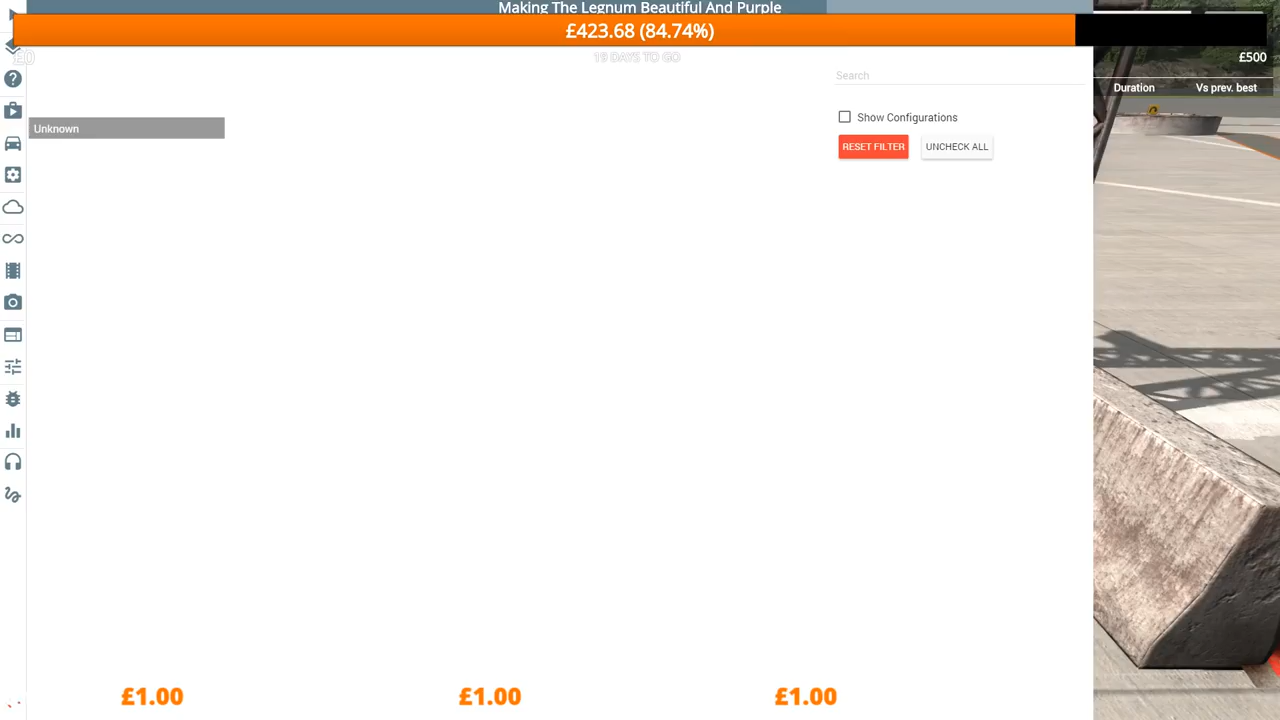 Making The Legnum Beautiful And Purple
£423.68 (84.74%)
£0
19 DAYS TO GO
£500
Search
Duration
Vs prev. best
Show Configurations
Unknown
RESET FILTER
UNCHECK ALL
£1.00
£1.00
£1.00